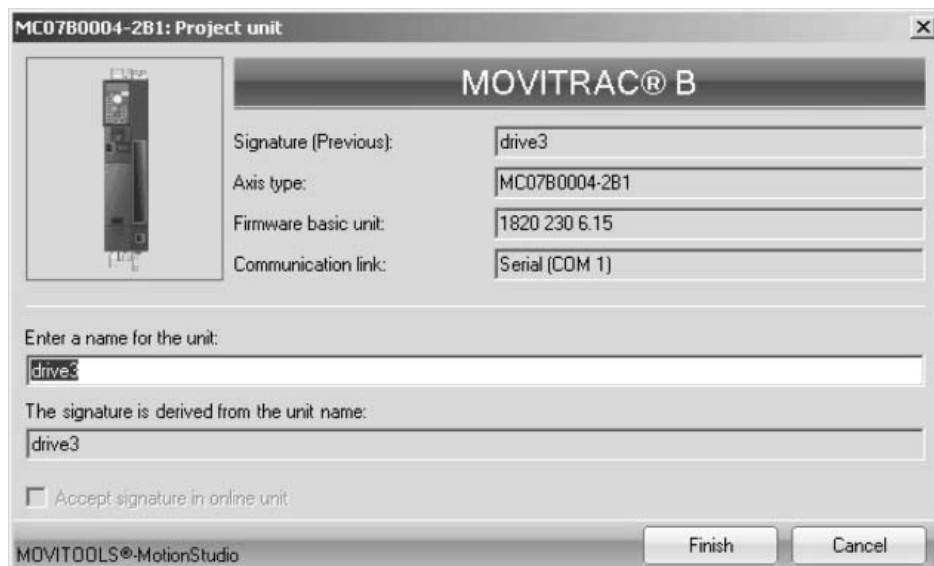 MC07B0004-2B1: Project unit
MOVITRAC® B
Signature (Previous): drive3
Axis type: MC07B0004-2B1
Firmware basic unit: 1820 230 6.15
Communication link: Serial (COM 1)
Enter a name for the unit:
drive3
The signature is derived from the unit name:
drive3
Accept signature in online unit
MOVITOOLS®-MotionStudio
Finish Cancel